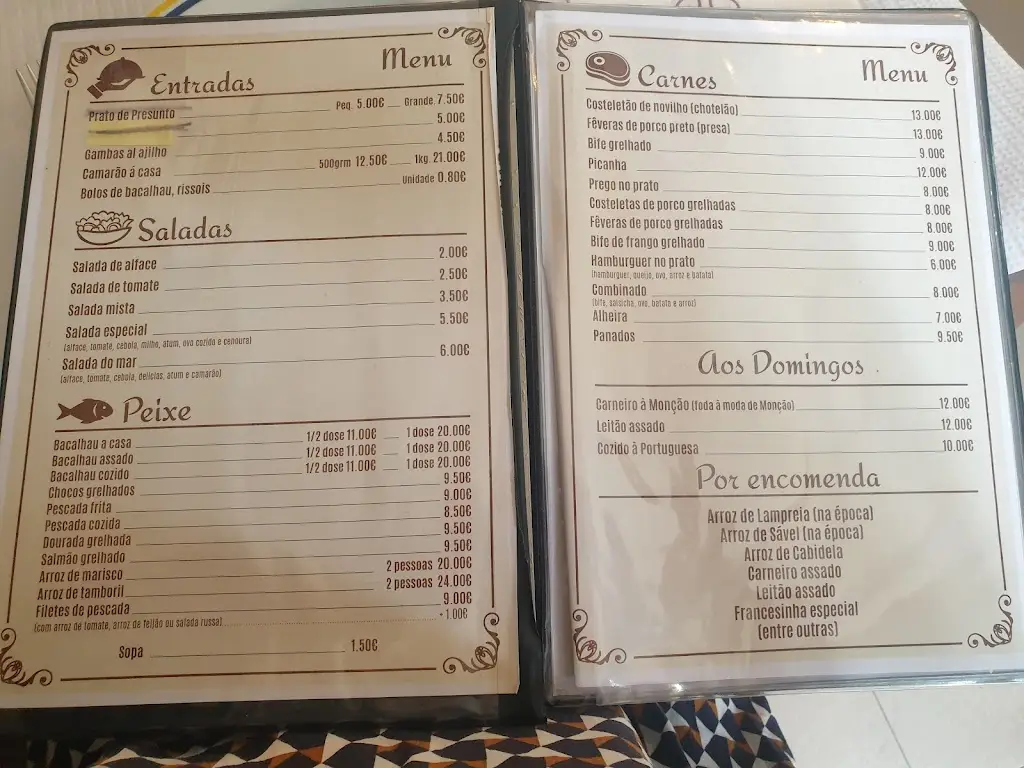 Menu
Entradas
Prato de Presunto Peq. 5.00€ Grande 7.50€
5.00€
Gambas al ajilho 4.50€
Camarão á casa 500grm 12.50€ 1kg. 21.00€
Bolos de bacalhau, rissois Unidade 0.80€
Saladas
Salada de alface 2.00€
Salada de tomate 2.50€
Salada mista 3.50€
Salada especial 5.50€
(alface, tomate, cebola, milho, atum, ovo cozido e cenoura)
Salada do mar 6.00€
(alface, tomate, cebola, delicias, atum e camarão)
Peixe
Bacalhau a casa 1/2 dose 11.00€ 1 dose 20.00€
Bacalhau assado 1/2 dose 11.00€ 1 dose 20.00€
Bacalhau cozido 1/2 dose 11.00€ 1 dose 20.00€
Chocos grelhados 9.50€
Pescada frita 9.00€
Pescada cozida 8.50€
Dourada grelhada 9.50€
Salmão grelhado 9.50€
Arroz de marisco 2 pessoas 20.00€
Arroz de tamboril 2 pessoas 24.00€
Filetes de pescada 9.00€
(com arroz de tomate, arroz de feijão ou salada russa) + 1.00€
Sopa 1.50€
Menu
Carnes
Costeletão de novilho (chotelão) 13.00€
Fêveras de porco preto (presa) 13.00€
Bife grelhado 9.00€
Picanha 12.00€
Prego no prato 8.00€
Costeletas de porco grelhadas 8.00€
Fêveras de porco grelhadas 8.00€
Bife de frango grelhado 9.00€
Hamburguer no prato 6.00€
(hamburguer, queijo, ovo, arroz e batata)
Combinado 8.00€
(bife, salsicha, ovo, batata e arroz)
Alheira 7.00€
Panados 9.50€
Aos Domingos
Carneiro à Monção (foda à moda de Monção) 12.00€
Leitão assado 12.00€
Cozido à Portuguesa 10.00€
Por encomenda
Arroz de Lampreia (na época)
Arroz de Sável (na época)
Arroz de Cabidela
Carneiro assado
Leitão assado
Francesinha especial
(entre outras)